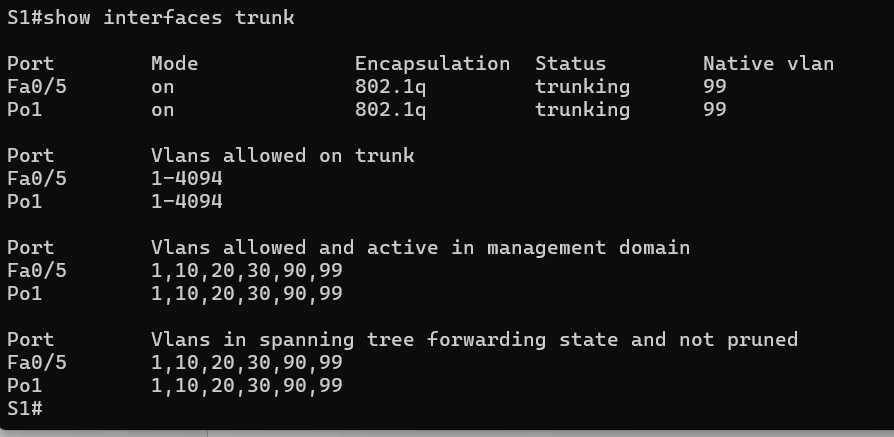 S1#show interfaces trunk
Port Mode Encapsulation Status Native vlan
Fa0/5 on 802.1q trunking 99
Po1 on 802.1q trunking 99
Port Vlans allowed on trunk
Fa0/5 1-4094
Po1 1-4094
Port Vlans allowed and active in management domain
Fa0/5 1,10,20,30,90,99
Po1 1,10,20,30,90,99
Port Vlans in spanning tree forwarding state and not pruned
Fa0/5 1,10,20,30,90,99
Po1 1,10,20,30,90,99
S1#